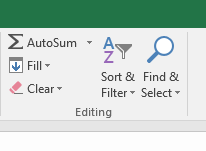 AutoSum
Fill
Clear
A
Z
Sort &
Filter
Find &
Select
Editing